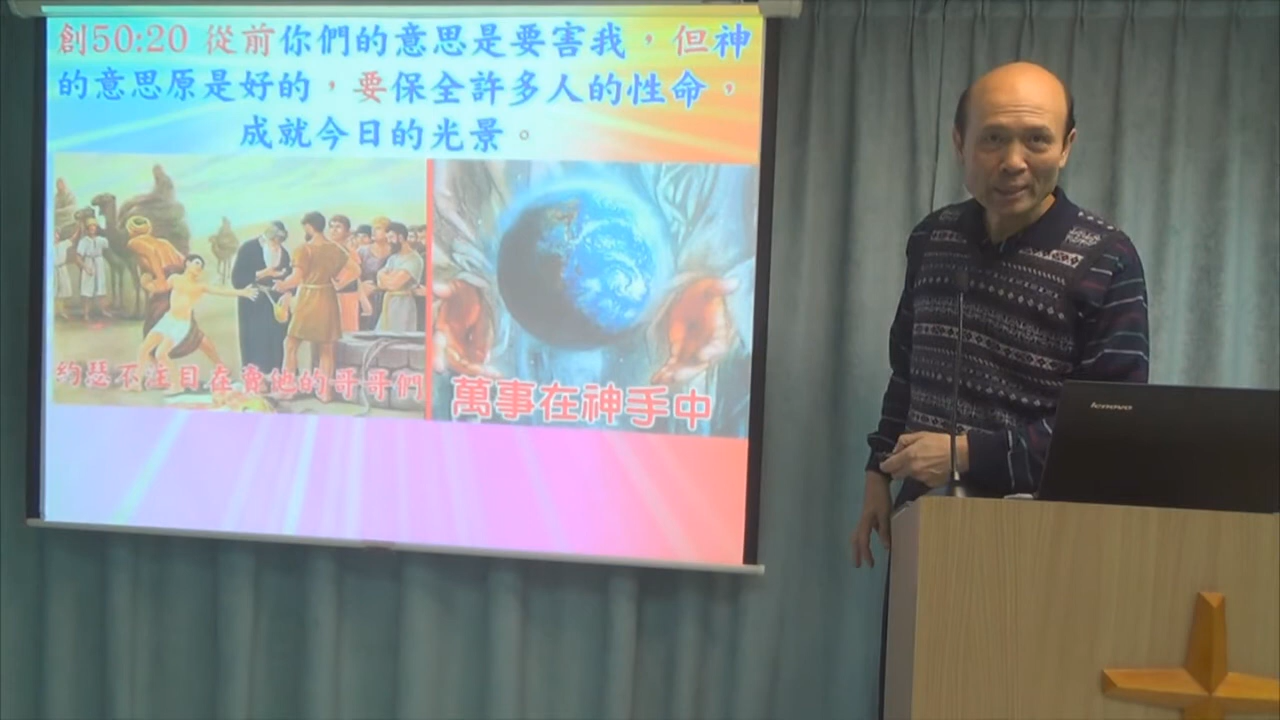 創50:20 從前你們的意思是要害我，但神
的意思原是好的，要保全許多人的性命，
成就今日的光景。
約瑟不注目在賣他的哥哥們
萬事在神手中
lenovo